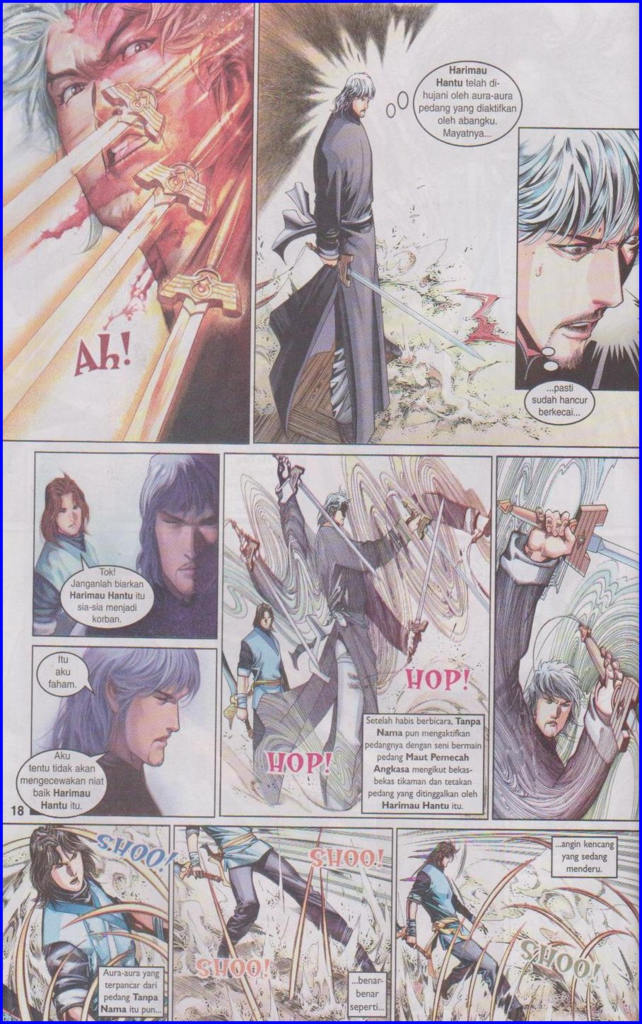 Ah!
Harimau
Hantu telah di-
hujani oleh aura-aura
pedang yang diaktifkan
oleh abangku.
Mayatnya...
...pasti
sudah hancur
berkecai...
Tok!
Janganlah biarkan
Harimau Hantu itu
sia-sia menjadi
korban.
Itu
aku
faham.
Aku
tentu tidak akan
mengecewakan niat
baik Harimau
Hantu itu.
HOP!
HOP!
Setelah habis berbicara, Tanpa
Nama pun mengaktifkan
pedangnya dengan seni bermain
pedang Maut Pemecah
Angkasa mengikut bekas-
bekas tikaman dan tetakan
pedang yang ditinggalkan oleh
Harimau Hantu itu.
18
SHOO!
Aura-aura yang
terpancar dari
pedang Tanpa
Nama itu pun...
SHOO!
SHOO!
...benar-
benar
seperti...
...angin kencang
yang sedang
menderu.
SHOO!